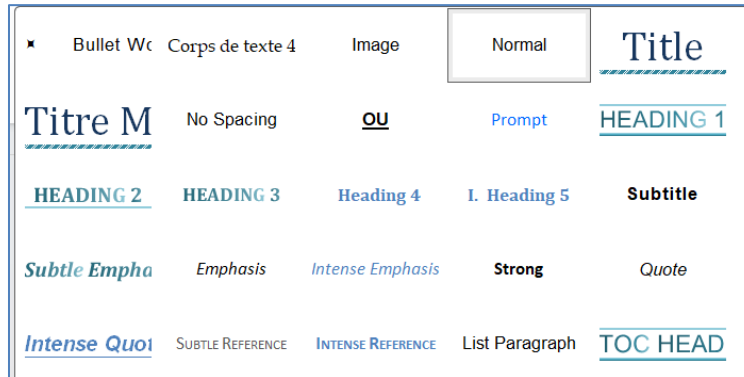 Bullet Wo Corps de texte 4 Image Normal Title
Titre M No Spacing OU Prompt HEADING 1
HEADING 2 HEADING 3 Heading 4 I. Heading 5 Subtitle
Subtle Empha Emphasis Intense Emphasis Strong Quote
Intense Quot SUBTLE REFERENCE INTENSE REFERENCE List Paragraph TOC HEAD